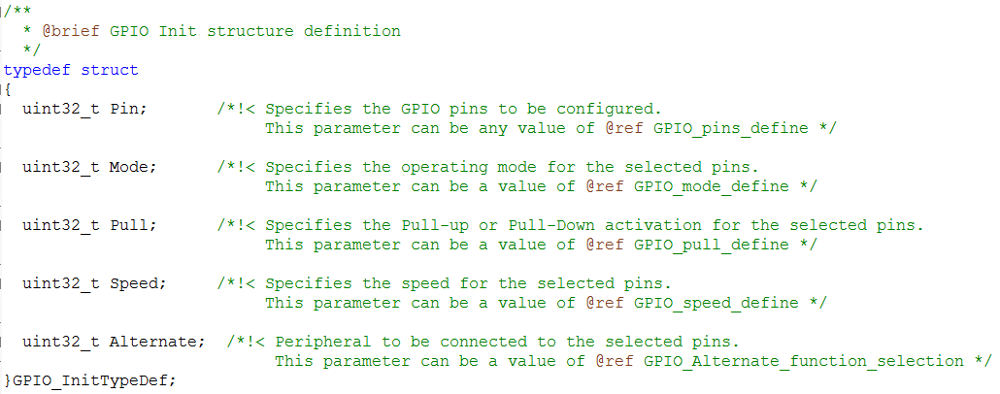 /**
  * @brief GPIO Init structure definition
  */
typedef struct
{
  uint32_t Pin;       /*!< Specifies the GPIO pins to be configured.
                           This parameter can be any value of @ref GPIO_pins_define */
  uint32_t Mode;      /*!< Specifies the operating mode for the selected pins.
                           This parameter can be a value of @ref GPIO_mode_define */
  uint32_t Pull;      /*!< Specifies the Pull-up or Pull-Down activation for the selected pins.
                           This parameter can be a value of @ref GPIO_pull_define */
  uint32_t Speed;     /*!< Specifies the speed for the selected pins.
                           This parameter can be a value of @ref GPIO_speed_define */
  uint32_t Alternate;  /*!< Peripheral to be connected to the selected pins.
                            This parameter can be a value of @ref GPIO_Alternate_function_selection */
}GPIO_InitTypeDef;